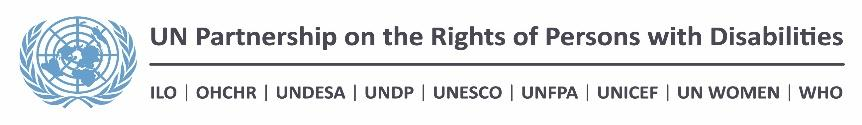 UN Partnership on the Rights of Persons with Disabilities
ILO | OHCHR | UNDESA | UNDP | UNESCO | UNFPA | UNICEF | UN WOMEN | WHO